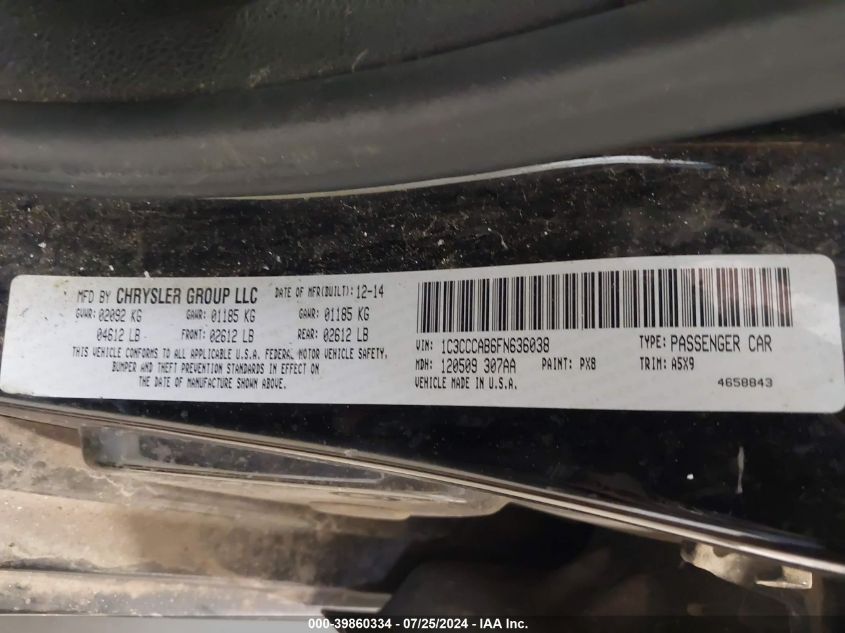 MFD BY CHRYSLER GROUP LLC DATE OF MFR(BUILT): 12-14
GVWR: 02092 KG GAWR: 01185 KG GAWR: 01185 KG
04612 LB FRONT: 02612 LB REAR: 02612 LB
THIS VEHICLE CONFORMS TO ALL APPLICABLE U.S.A. FEDERAL MOTOR VEHICLE SAFETY,
BUMPER AND THEFT PREVENTION STANDARDS IN EFFECT ON
THE DATE OF MANUFACTURE SHOWN ABOVE.
VIN: 1C3CCCAB6FN636038 TYPE: PASSENGER CAR
MDH: 120509 307AA PAINT: PX8 TRIM: A5X9
VEHICLE MADE IN U.S.A. 4658843
000-39860334 - 07/25/2024 - IAA Inc.